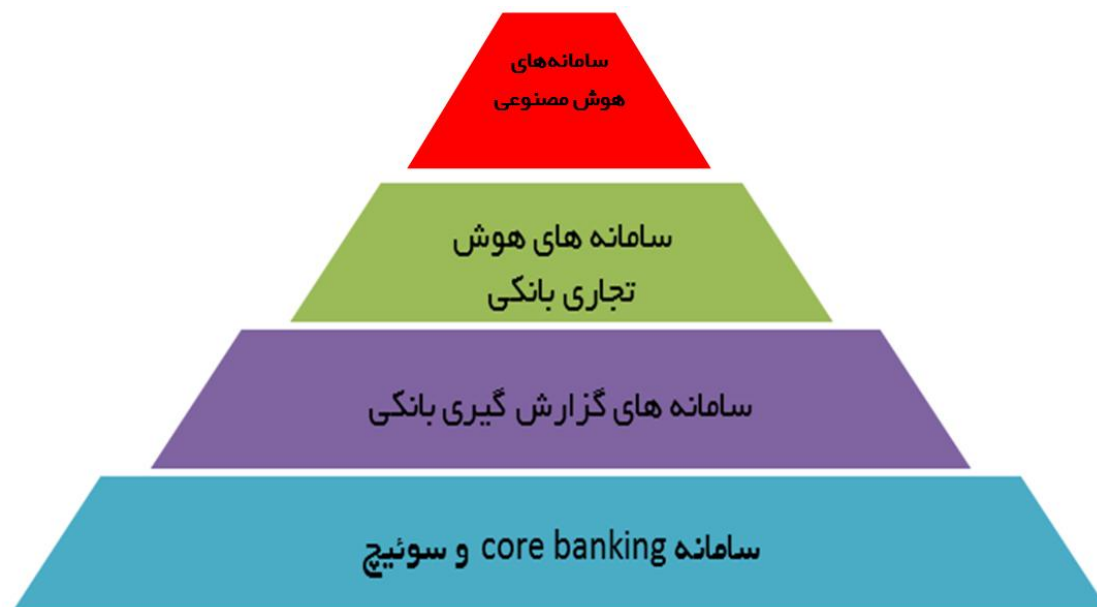 سامانه‌های
هوش مصنوعی
سامانه های هوش
تجاری بانکی
سامانه های گزارش گیری بانکی
سامانه core banking و سوئیچ